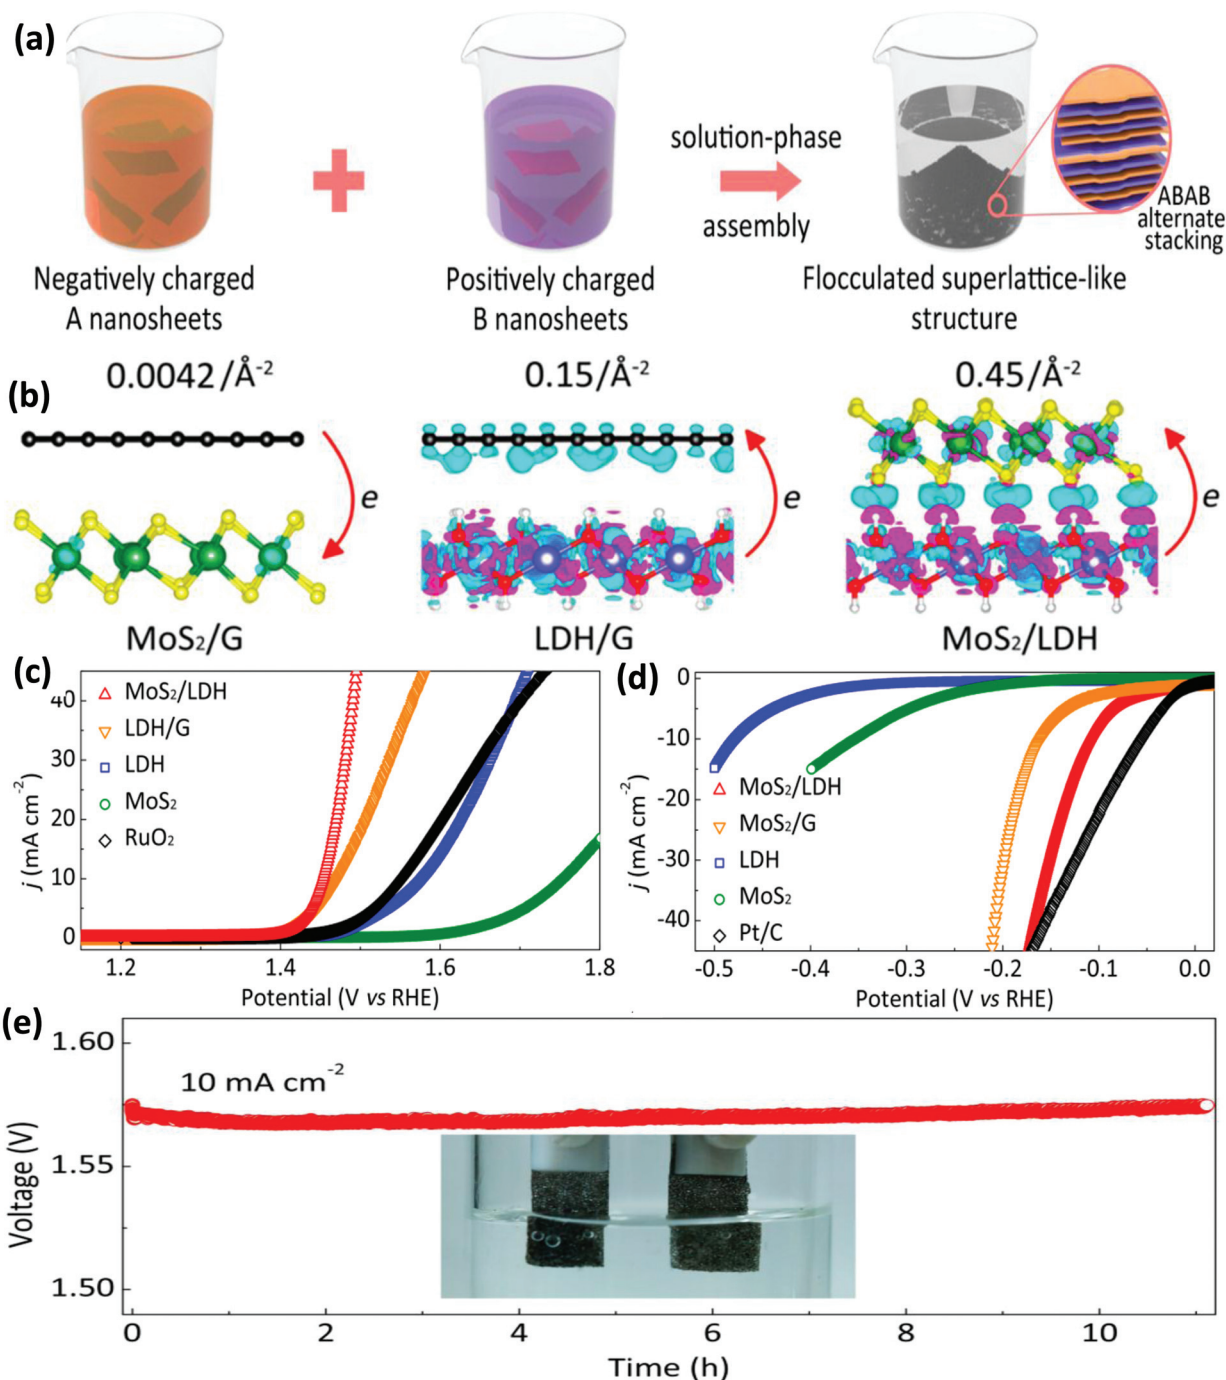 (a)
solution-phase
assembly
ABAB
alternate
stacking
Negatively charged
A nanosheets
Positively charged
B nanosheets
Flocculated superlattice-like
structure
(b)
0.0042/Å⁻²
0.15/Å⁻²
0.45/Å⁻²
e
e
e
MoS₂/G
LDH/G
MoS₂/LDH
(c)
MoS₂/LDH
LDH/G
LDH
MoS₂
RuO₂
40
30
20
10
0
j (mA cm⁻²)
1.2
1.4
1.6
1.8
Potential (V vs RHE)
(d)
0
-10
-20
-30
-40
j (mA cm⁻²)
MoS₂/LDH
MoS₂/G
LDH
MoS₂
Pt/C
-0.5
-0.4
-0.3
-0.2
-0.1
0.0
Potential (V vs RHE)
(e)
1.60
1.55
1.50
Voltage (V)
10 mA cm⁻²
0
2
4
6
8
10
Time (h)